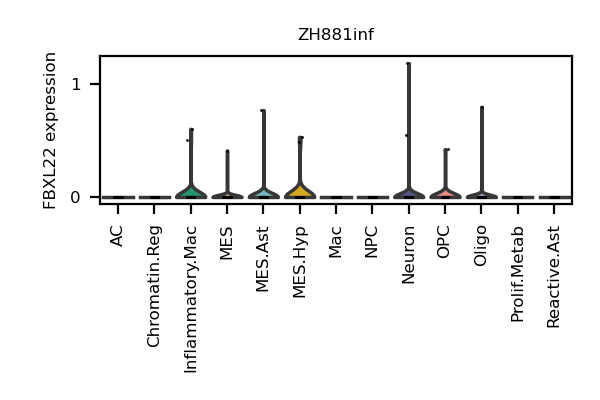 ZH881inf
FBXL22 expression
1
0
AC
Chromatin.Reg
Inflammatory.Mac
MES
MES.Ast
MES.Hyp
Mac
NPC
Neuron
OPC
Oligo
Prolif.Metab
Reactive.Ast